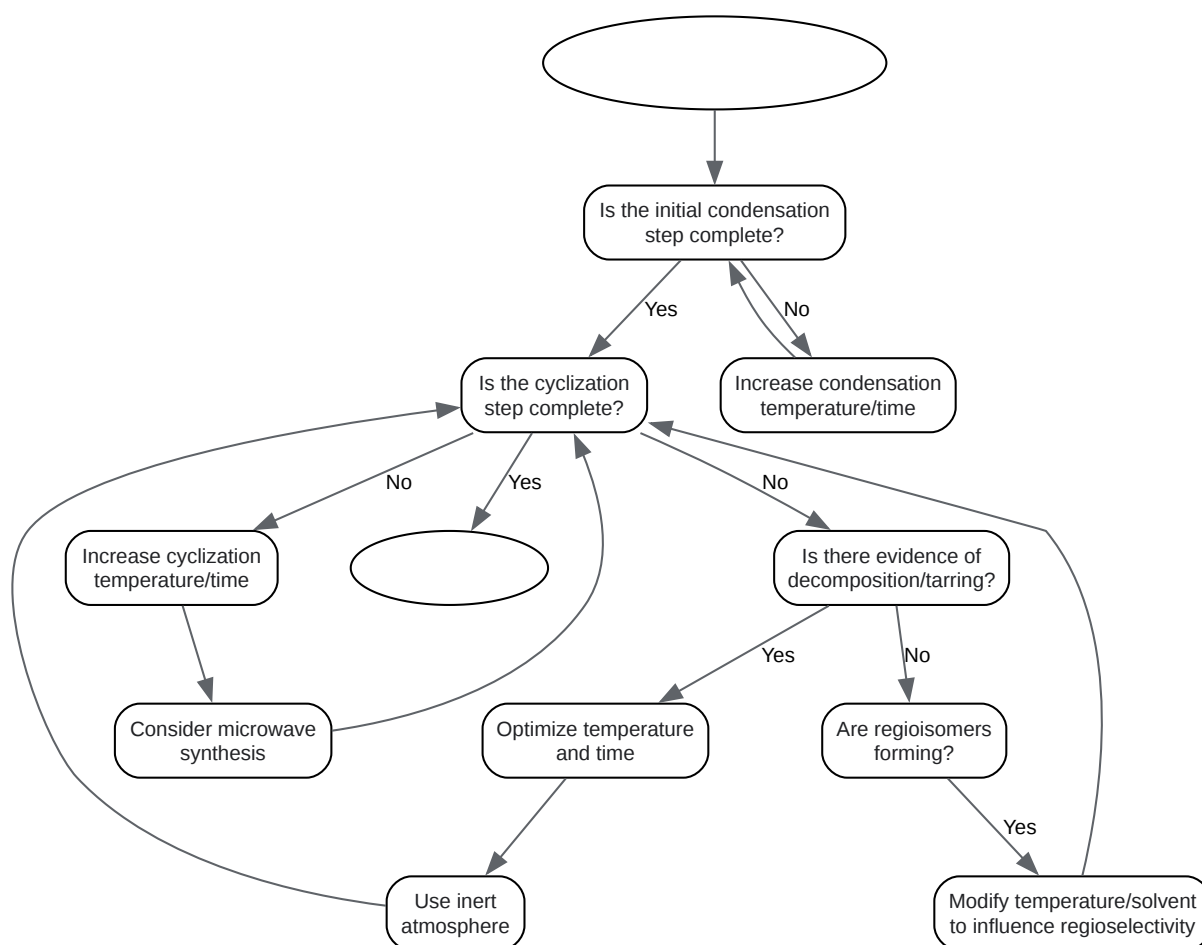 Is the initial condensation
step complete?
Yes
No
Is the cyclization
step complete?
Increase condensation
temperature/time
No
Yes
No
Increase cyclization
temperature/time
Is there evidence of
decomposition/tarring?
Yes
No
Consider microwave
synthesis
Optimize temperature
and time
Are regioisomers
forming?
Yes
Use inert
atmosphere
Modify temperature/solvent
to influence regioselectivity